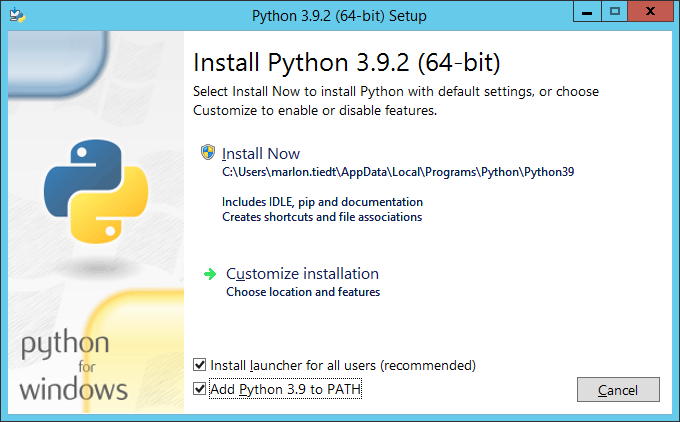 Python 3.9.2 (64-bit) Setup
Install Python 3.9.2 (64-bit)
Select Install Now to install Python with default settings, or choose
Customize to enable or disable features.
Install Now
C:\Users\marlon.tiedt\AppData\Local\Programs\Python\Python39
Includes IDLE, pip and documentation
Creates shortcuts and file associations
Customize installation
Choose location and features
python
for
windows
Install launcher for all users (recommended)
Add Python 3.9 to PATH
Cancel